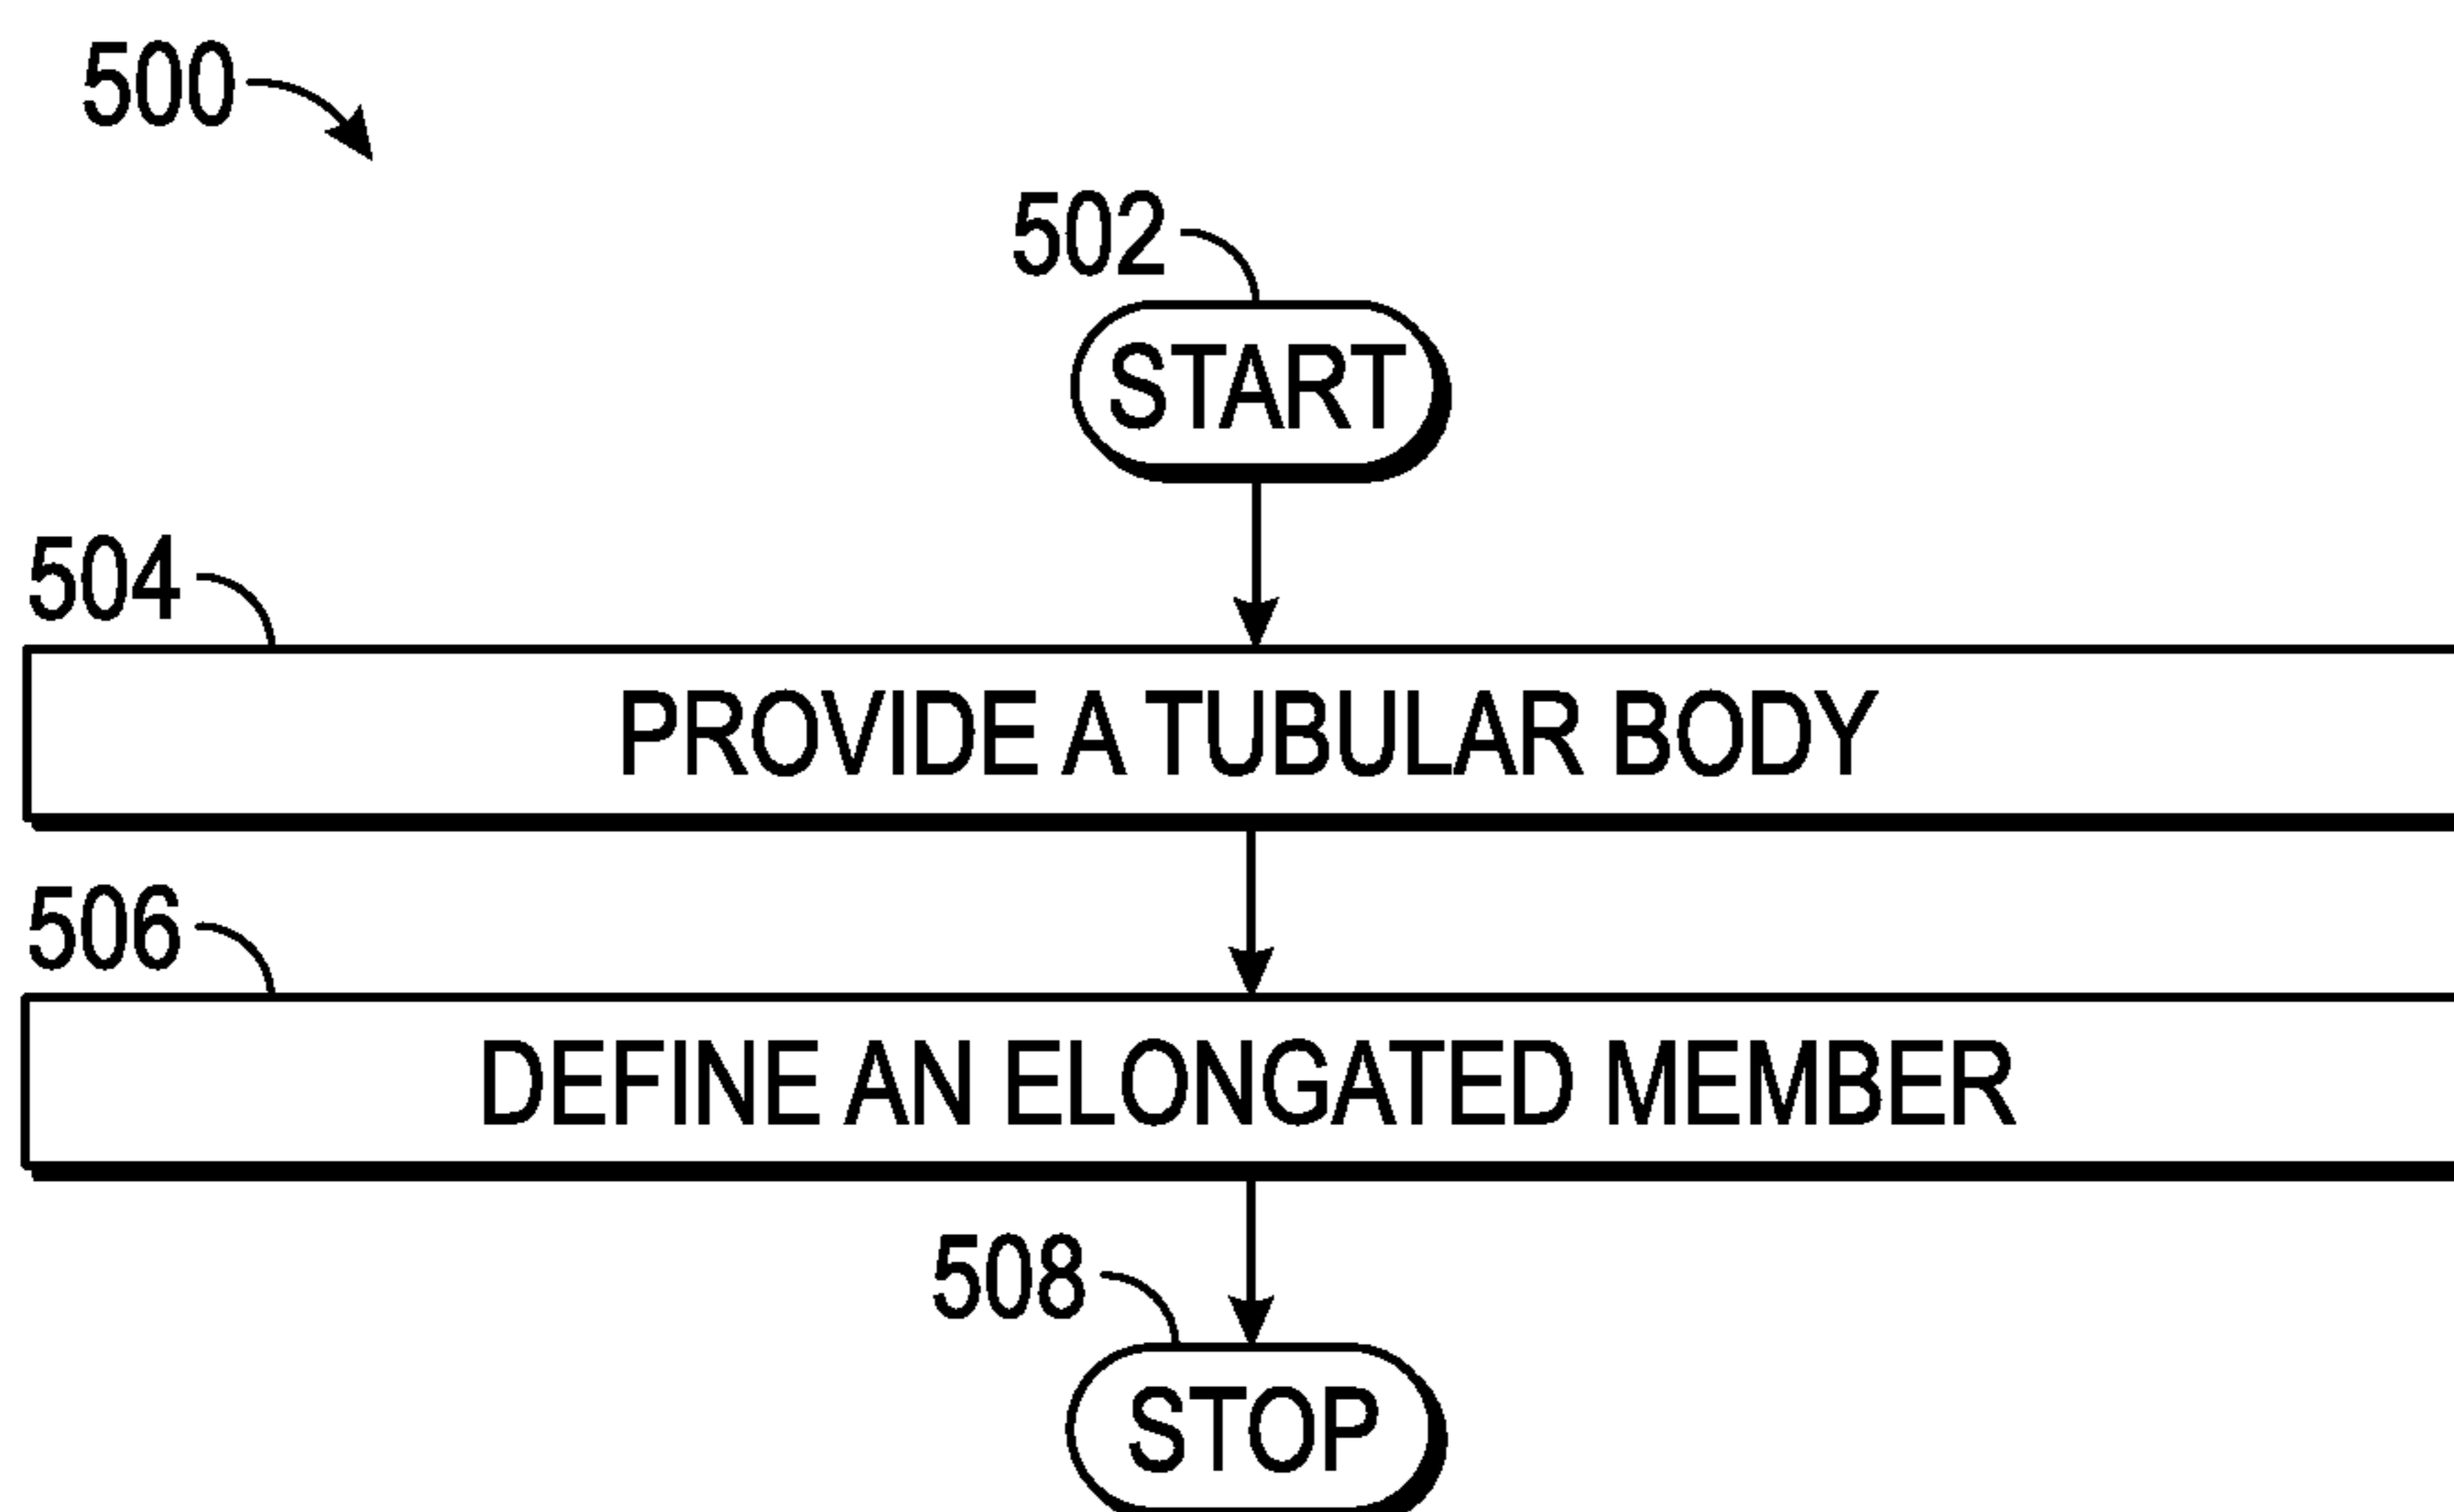 500
502
START
504
PROVIDE A TUBULAR BODY
506
DEFINE AN ELONGATED MEMBER
508
STOP